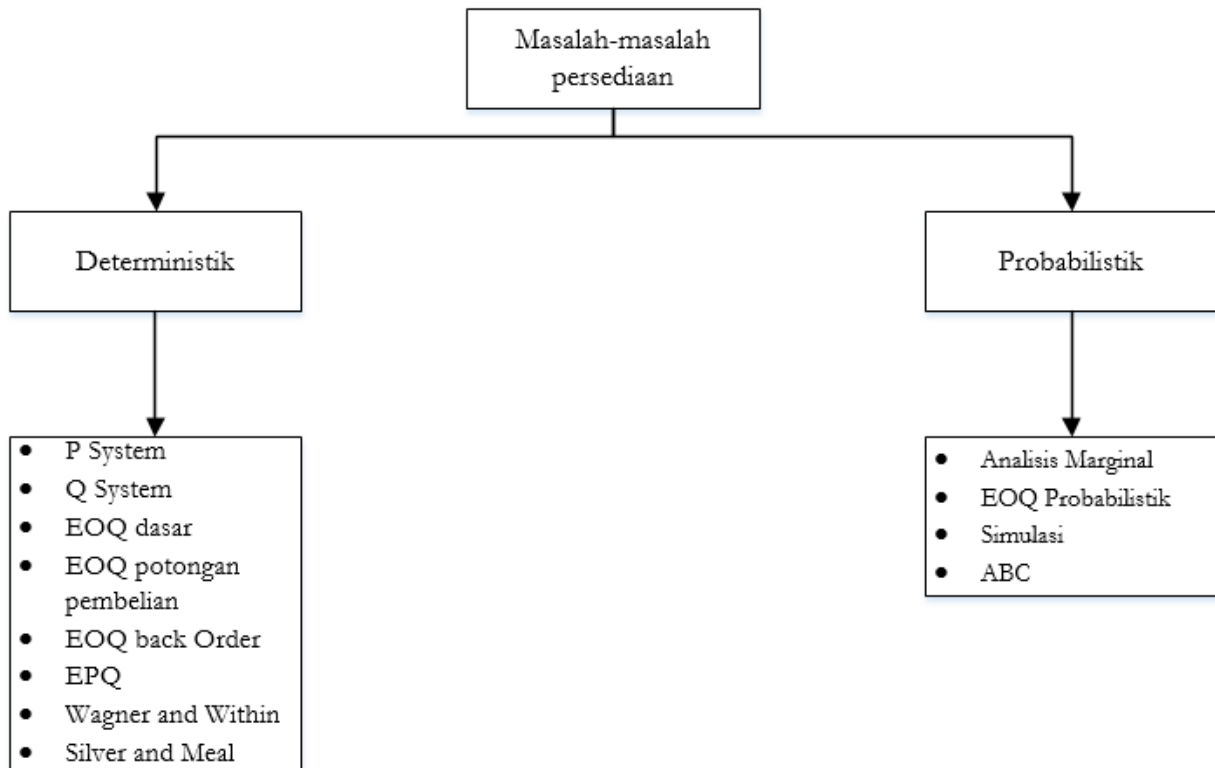 Masalah-masalah
persediaan
Deterministik
Probabilistik
• P System
• Q System
• EOQ dasar
• EOQ potongan
pembelian
• EOQ back Order
• EPQ
• Wagner and Within
• Silver and Meal
• Analisis Marginal
• EOQ Probabilistik
• Simulasi
• ABC